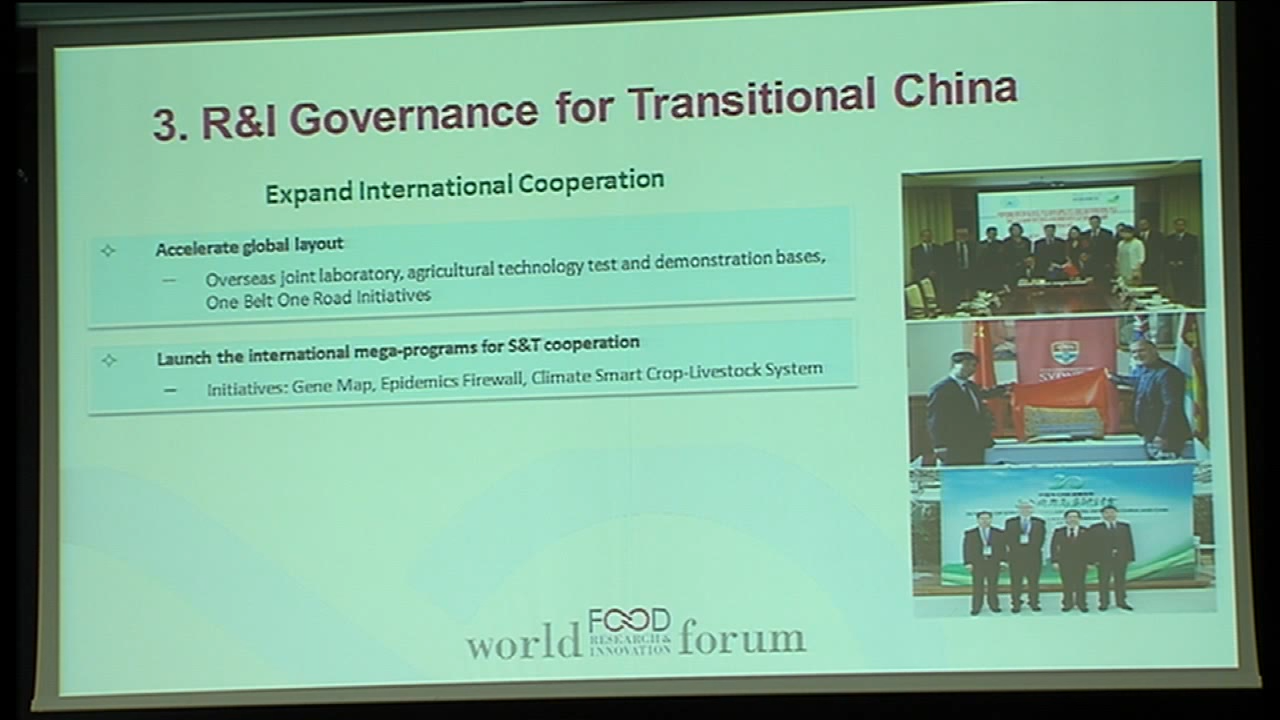 3. R&I Governance for Transitional China
Expand International Cooperation
Accelerate global layout
Overseas joint laboratory, agricultural technology test and demonstration bases,
One Belt One Road Initiatives
Launch the international mega-programs for S&T cooperation
Initiatives: Gene Map, Epidemics Firewall, Climate Smart Crop-Livestock System
SYDNEY
world FOOD RESEARCH & INNOVATION forum